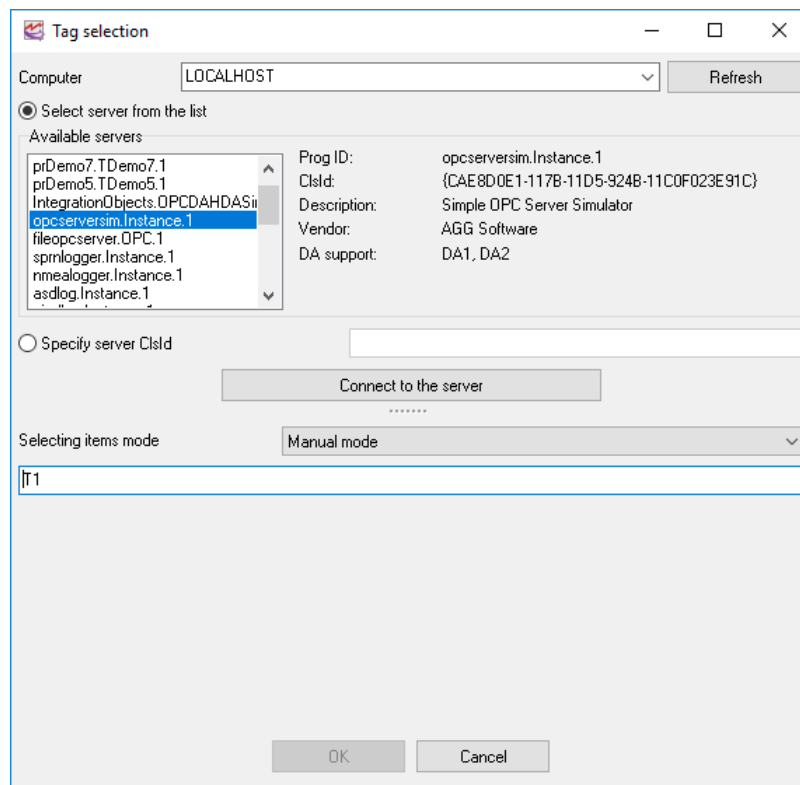 Tag selection
Computer LOCALHOST Refresh
Select server from the list
Available servers
prDemo7.TDemo7.1
prDemo5.TDemo5.1
IntegrationObjects.OPCDAHDASi
opcserversim.Instance.1
fileopcserver.OPC.1
sprnlogger.Instance.1
nmealogger.Instance.1
asdlog.Instance.1
Prog ID: opcserversim.Instance.1
ClsId: {CAE8D0E1-117B-11D5-924B-11C0F023E91C}
Description: Simple OPC Server Simulator
Vendor: AGG Software
DA support: DA1, DA2
Specify server ClsId
Connect to the server
Selecting items mode Manual mode
T1
OK Cancel